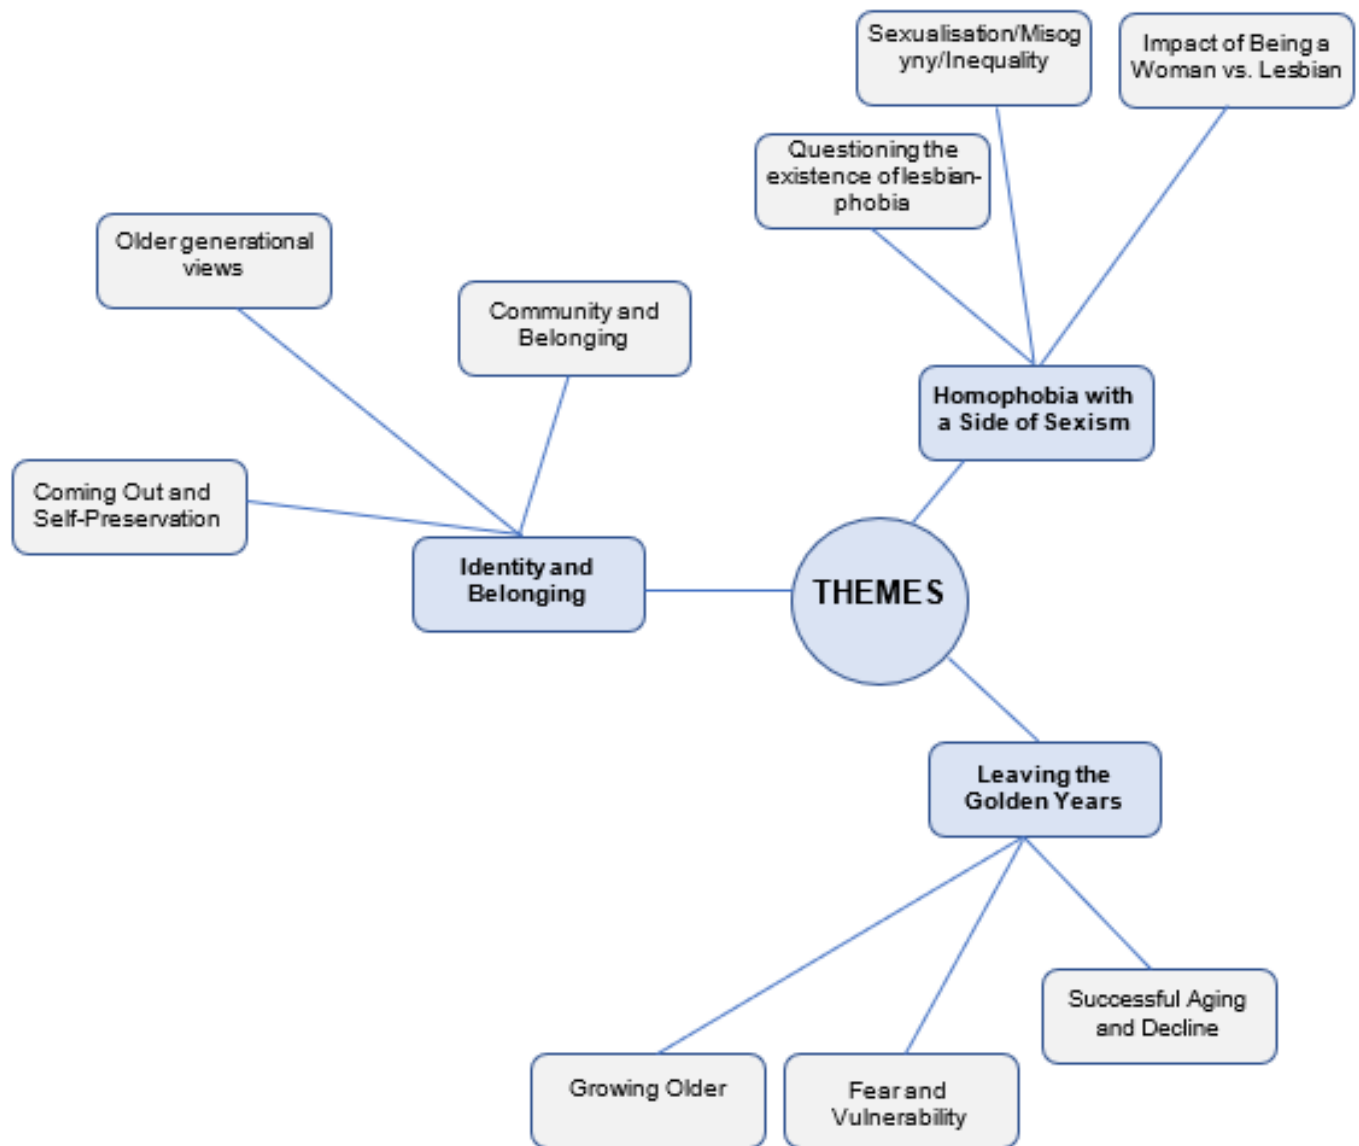 Sexualisation/Misog
yny/Inequality
Impact of Being a
Woman vs. Lesbian
Questioning the
existence of lesbian-
phobia
Older generational
views
Community and
Belonging
Homophobia with
a Side of Sexism
Coming Out and
Self-Preservation
Identity and
Belonging
THEMES
Leaving the
Golden Years
Successful Aging
and Decline
Growing Older
Fear and
Vulnerability